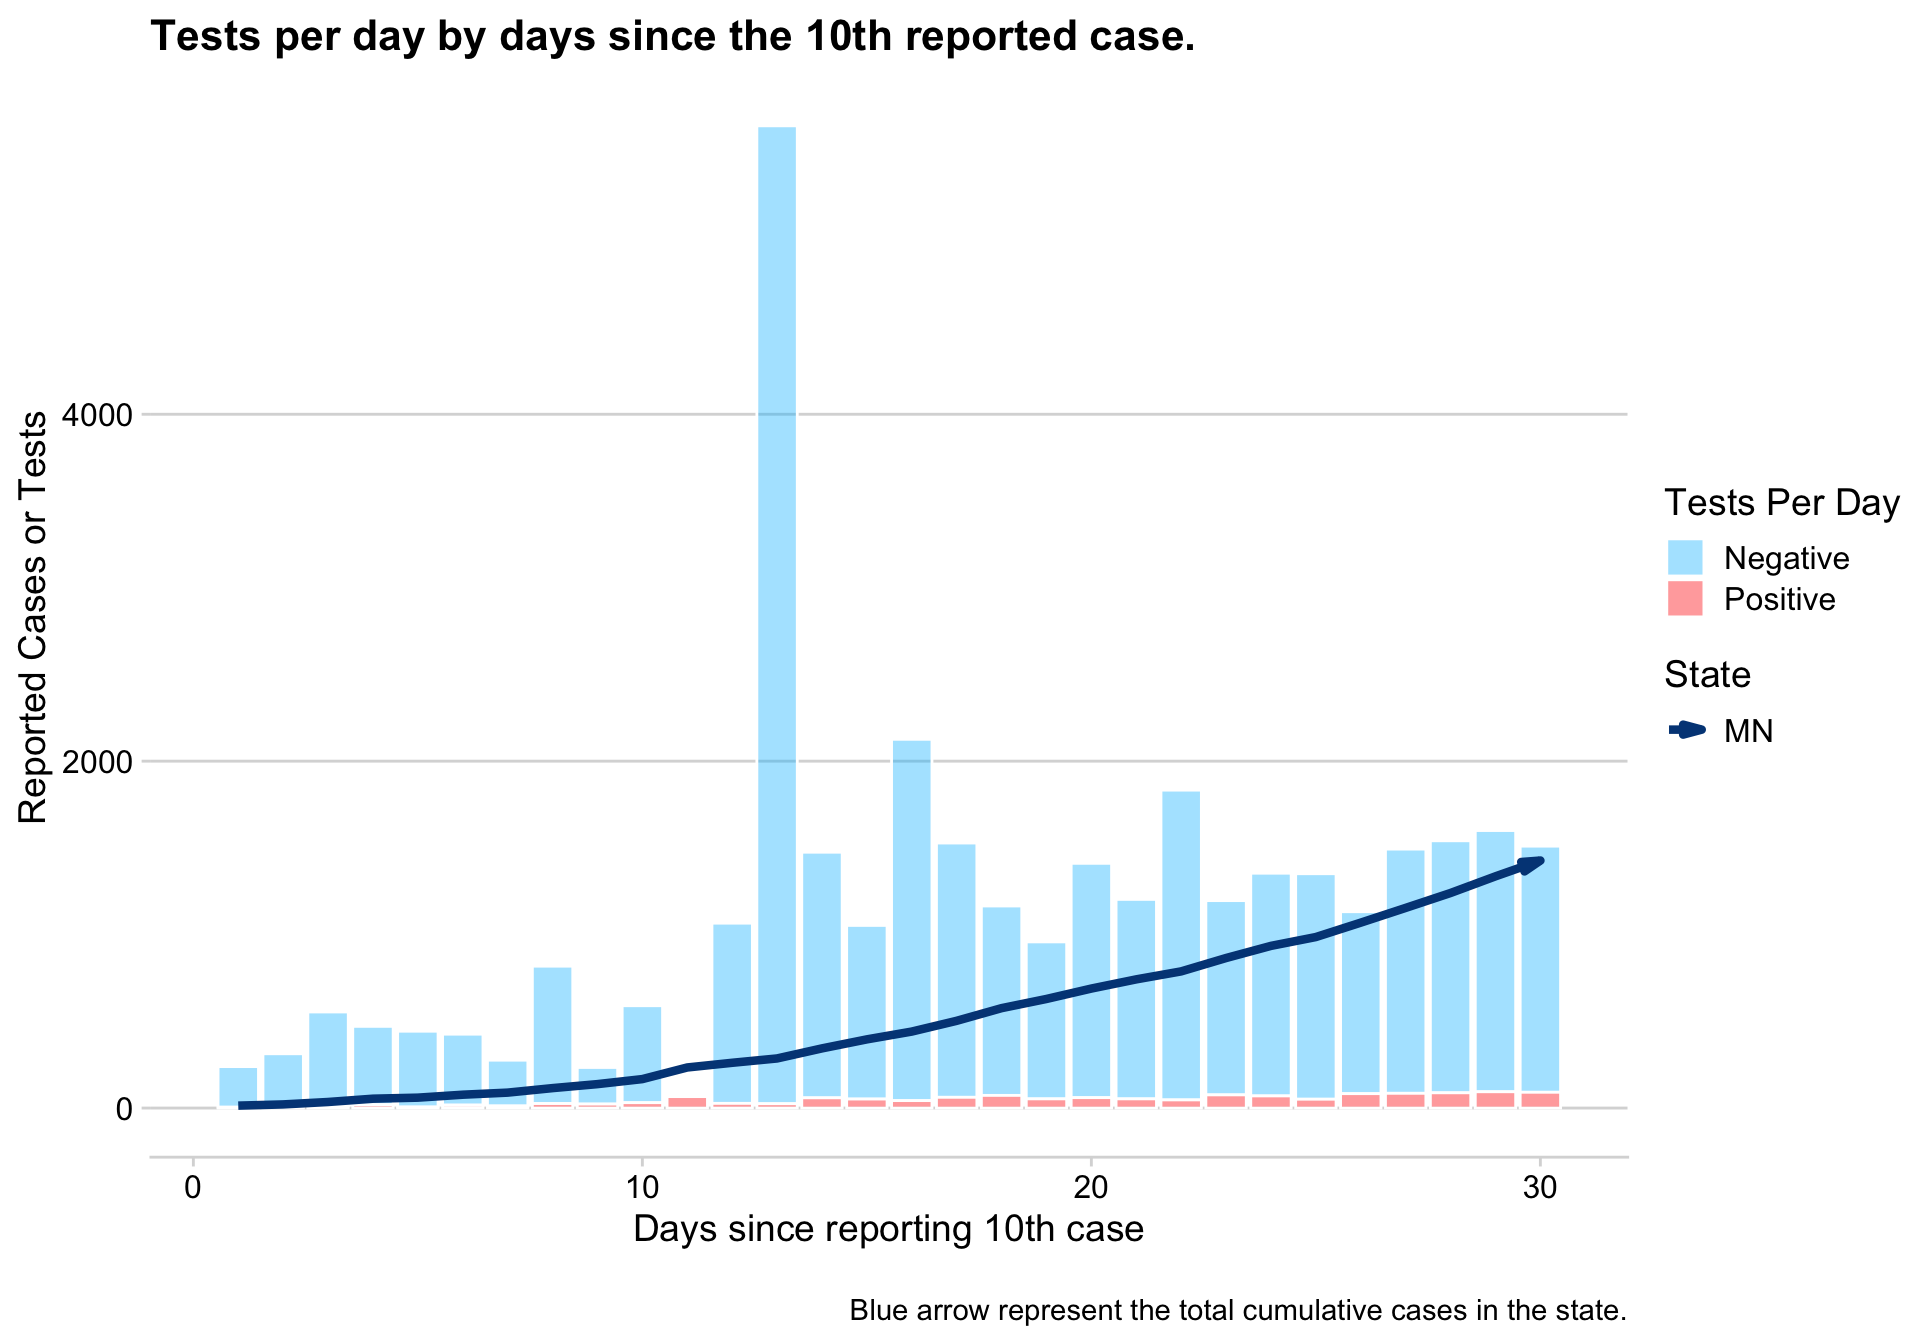 Tests per day by days since the 10th reported case.
Reported Cases or Tests
4000
2000
0
0 10 20 30
Days since reporting 10th case
Tests Per Day
Negative
Positive
State
MN
Blue arrow represent the total cumulative cases in the state.